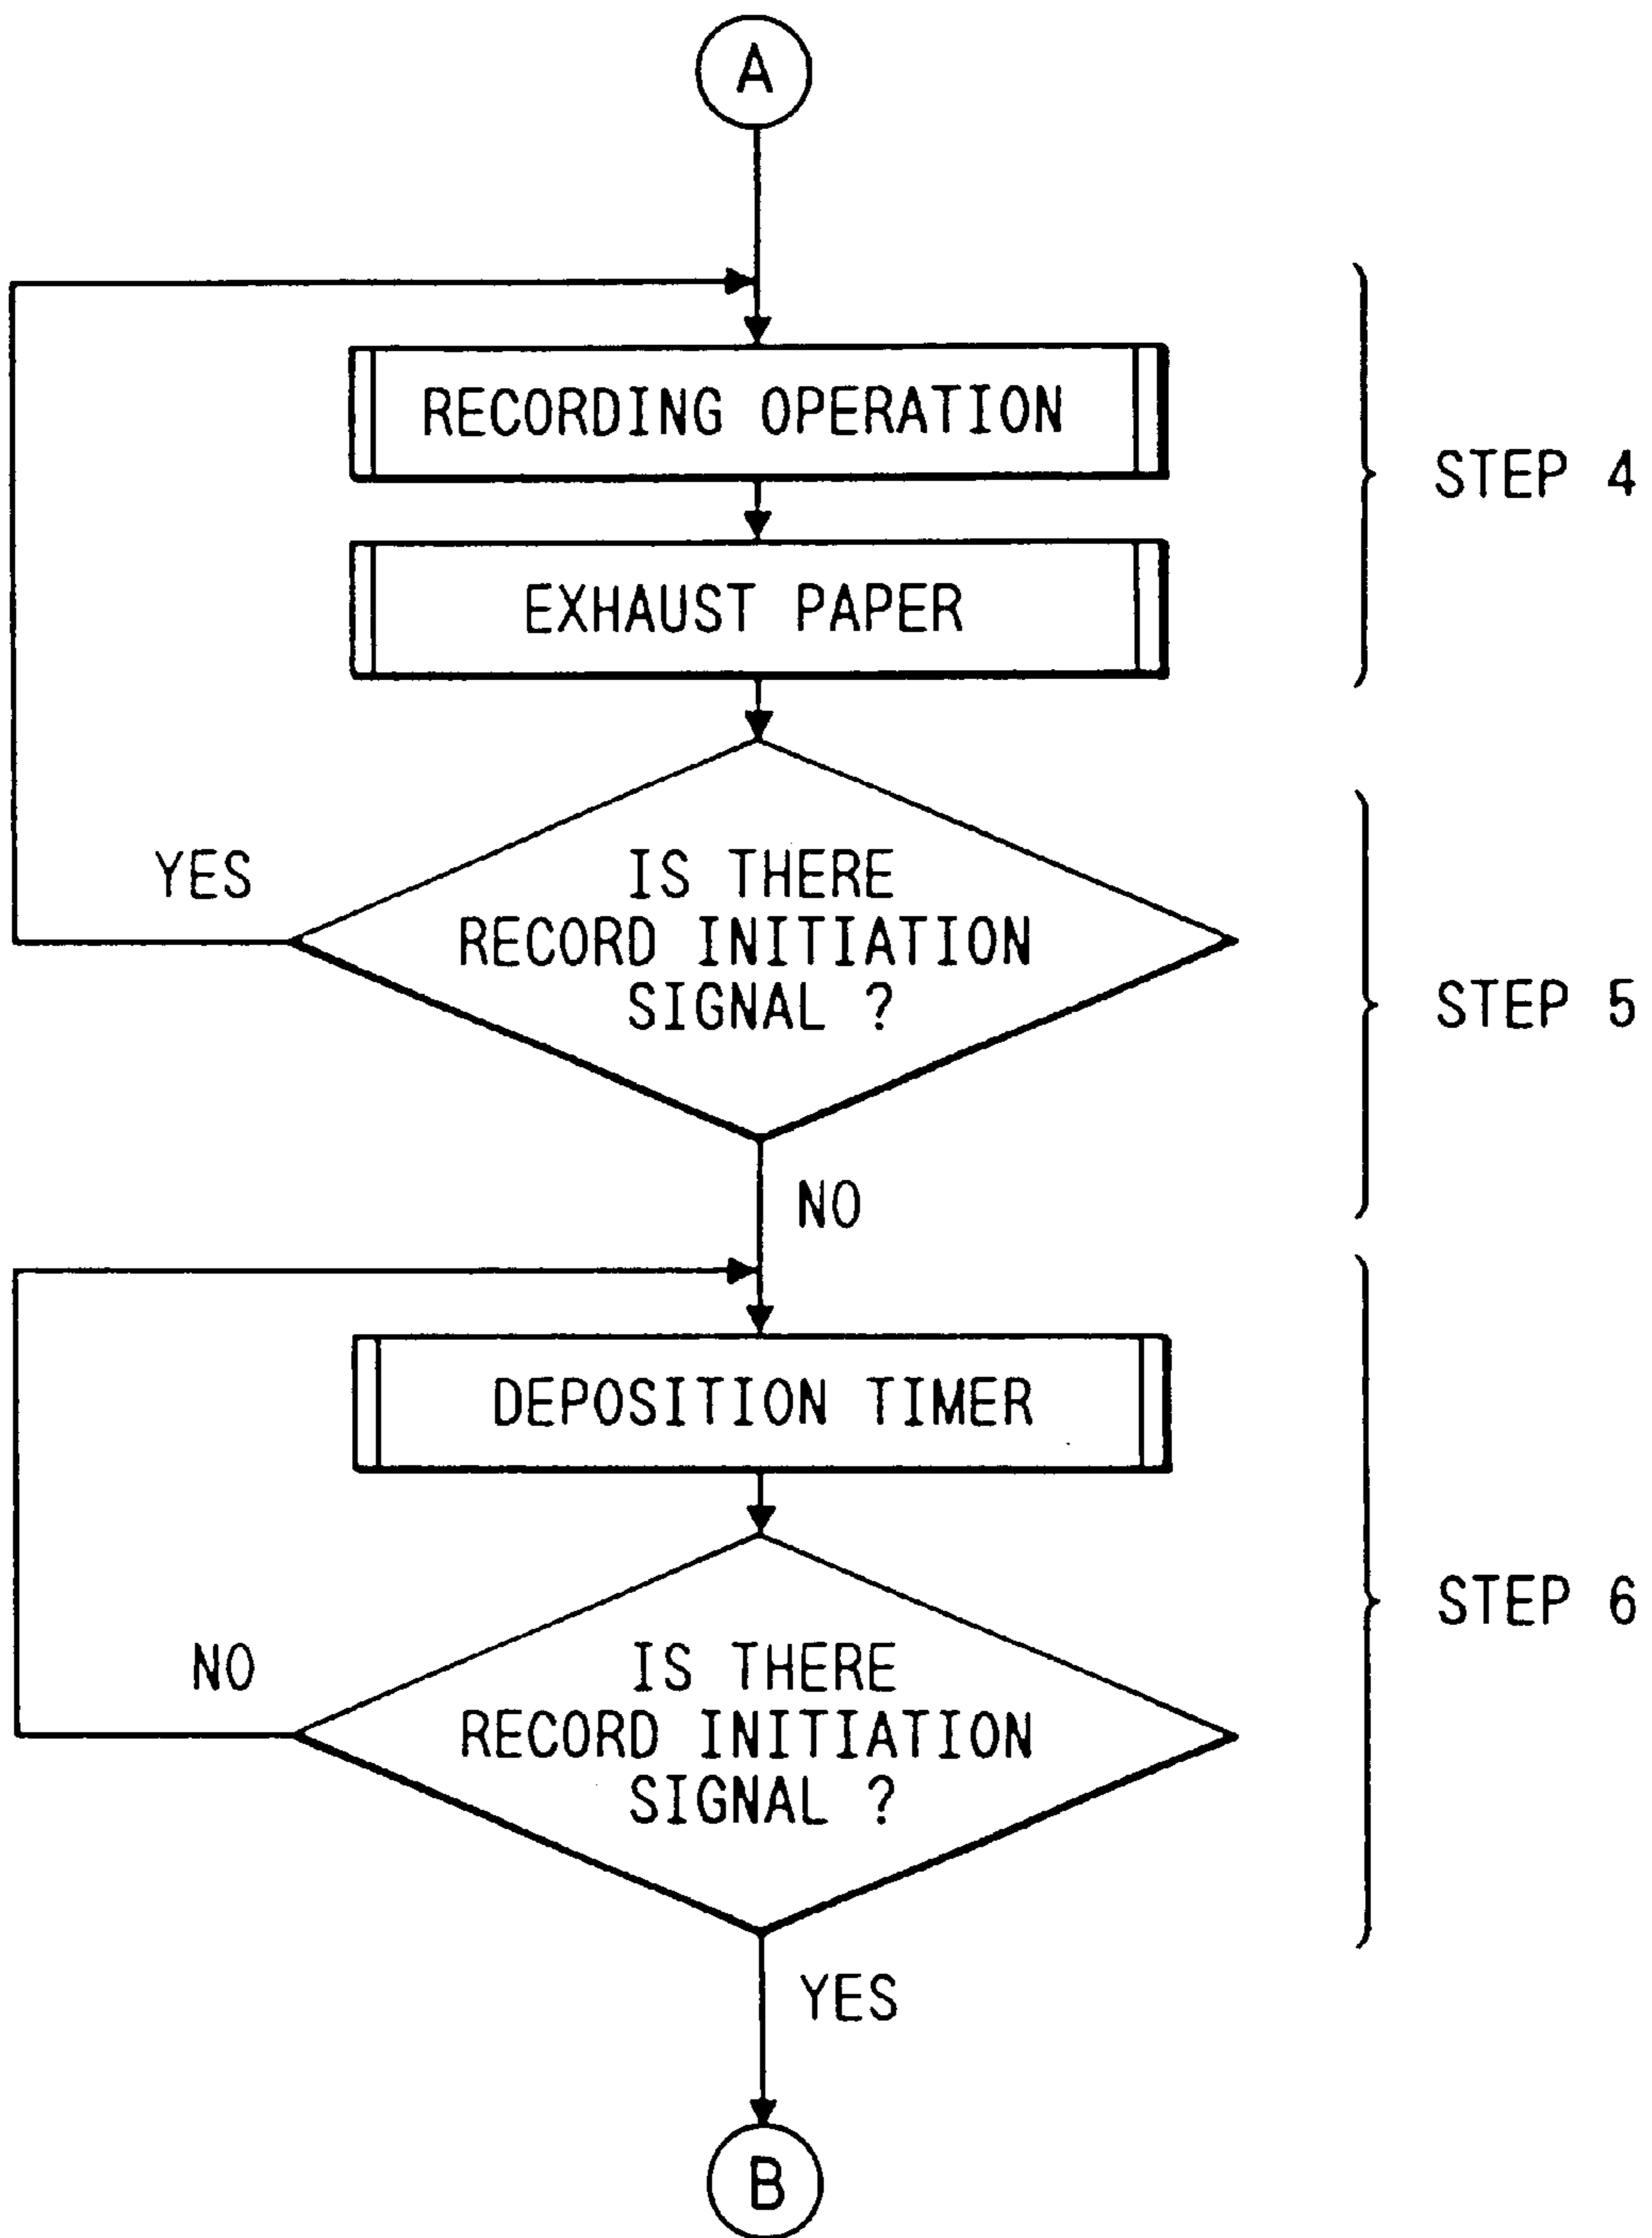 A
RECORDING OPERATION
EXHAUST PAPER
STEP 4
YES
IS THERE
RECORD INITIATION
SIGNAL ?
STEP 5
NO
DEPOSITION TIMER
STEP 6
NO
IS THERE
RECORD INITIATION
SIGNAL ?
YES
B